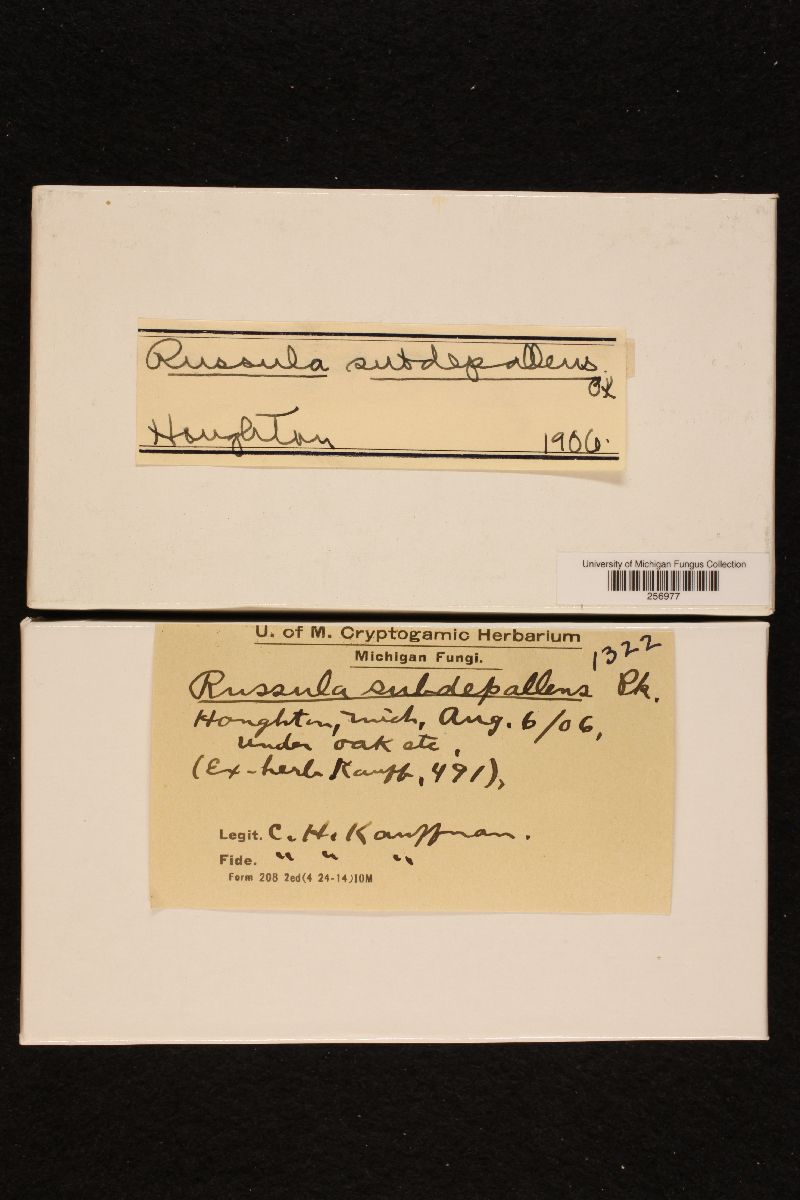 Russula subdepallens
Pk
Houghton 1906.
University of Michigan Fungus Collection
256977
U. of M. Cryptogamic Herbarium
Michigan Fungi.
1322
Russula subdepallens Pk.
Houghton, Mich, Aug. 6/06,
under oak etc,
(Ex-herb Kauff, 491),
Legit. C. H. Kauffman.
Fide. " " "
Form 208 2ed(4 24-14)10M